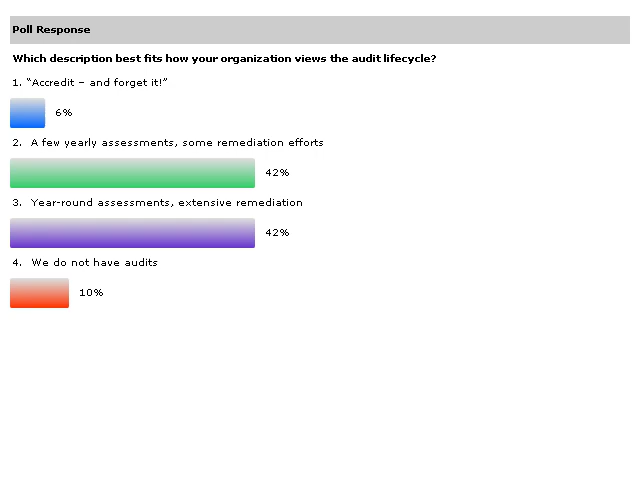 Poll Response
Which description best fits how your organization views the audit lifecycle?
1. “Accredit – and forget it!”
6%
2. A few yearly assessments, some remediation efforts
42%
3. Year-round assessments, extensive remediation
42%
4. We do not have audits
10%